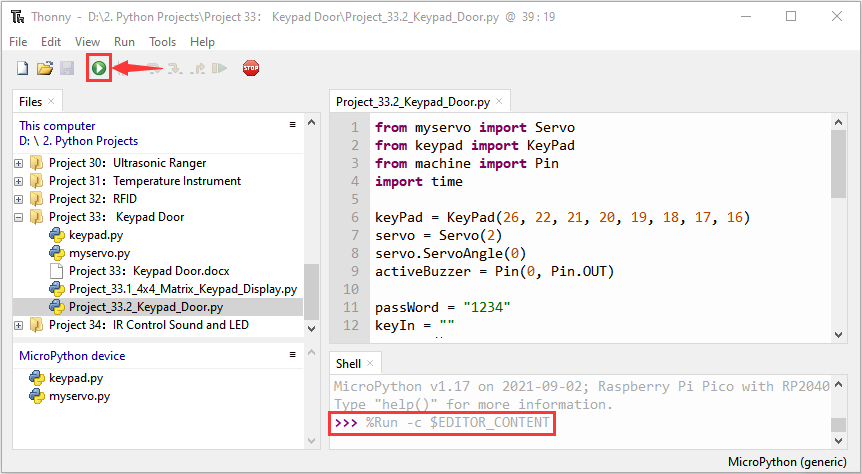 Thonny - D:\2. Python Projects\Project 33： Keypad Door\Project_33.2_Keypad_Door.py @ 39 : 19
File Edit View Run Tools Help
STOP
Files ×
This computer
D: \ 2. Python Projects
Project 30：Ultrasonic Ranger
Project 31：Temperature Instrument
Project 32：RFID
Project 33： Keypad Door
keypad.py
myservo.py
Project 33：Keypad Door.docx
Project_33.1_4x4_Matrix_Keypad_Display.py
Project_33.2_Keypad_Door.py
Project 34：IR Control Sound and LED
MicroPython device
keypad.py
myservo.py
Project_33.2_Keypad_Door.py ×
1 from myservo import Servo
2 from keypad import KeyPad
3 from machine import Pin
4 import time
5
6 keyPad = KeyPad(26, 22, 21, 20, 19, 18, 17, 16)
7 servo = Servo(2)
8 servo.ServoAngle(0)
9 activeBuzzer = Pin(0, Pin.OUT)
10
11 passWord = "1234"
12 keyIn = ""
Shell ×
MicroPython v1.17 on 2021-09-02; Raspberry Pi Pico with RP2040
Type "help()" for more information.
>>> %Run -c $EDITOR_CONTENT
MicroPython (generic)